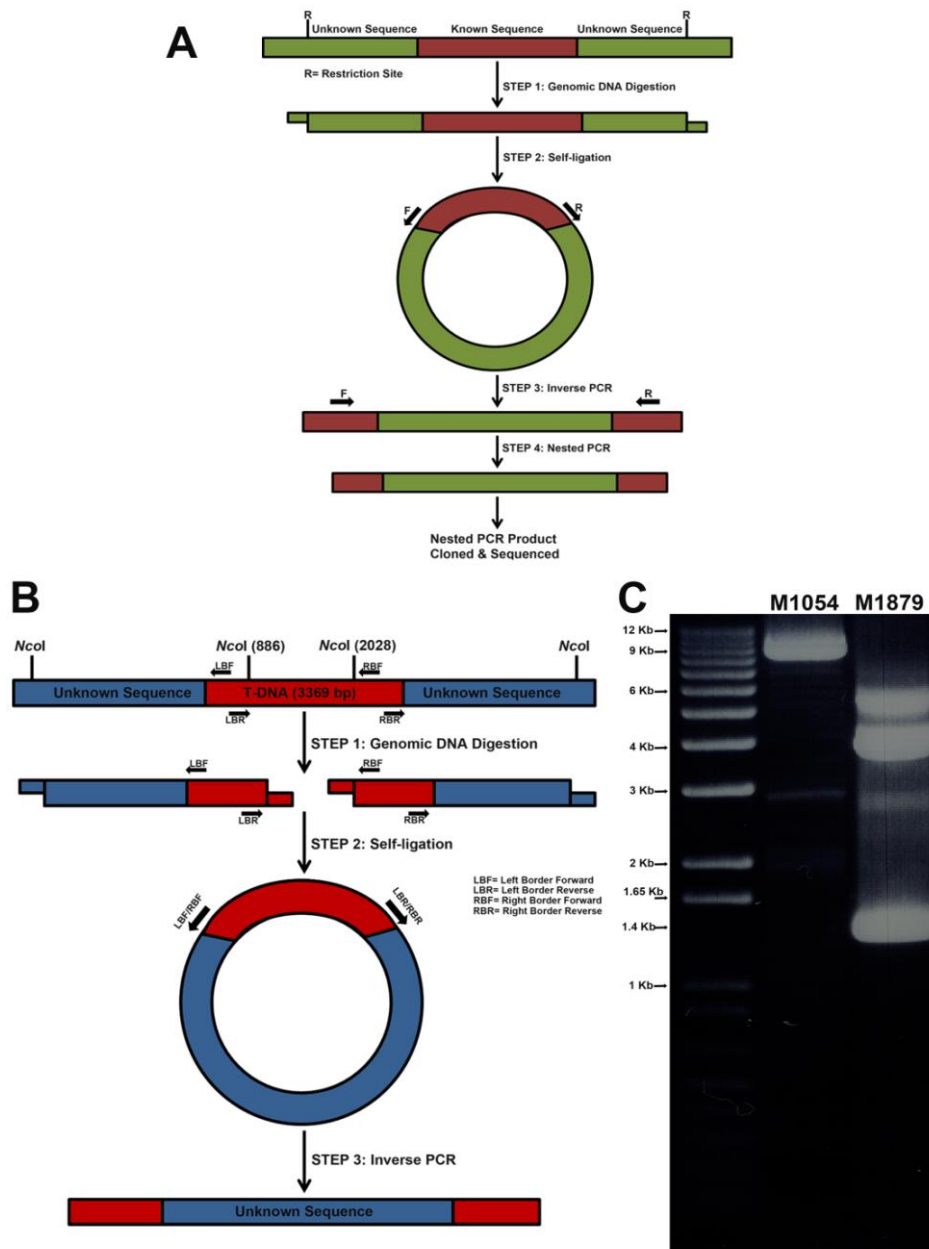 A
R R
Unknown Sequence Known Sequence Unknown Sequence
R= Restriction Site
STEP 1: Genomic DNA Digestion
STEP 2: Self-ligation
F R
STEP 3: Inverse PCR
F R
STEP 4: Nested PCR
Nested PCR Product
Cloned & Sequenced
B
NcoI NcoI (886) NcoI (2028) NcoI
LBF RBF
Unknown Sequence T-DNA (3369 bp) Unknown Sequence
LBR RBR
STEP 1: Genomic DNA Digestion
LBF RBF
LBR RBR
STEP 2: Self-ligation
LBF= Left Border Forward
LBR= Left Border Reverse
RBF= Right Border Forward
RBR= Right Border Reverse
LBF/RBF LBR/RBR
STEP 3: Inverse PCR
Unknown Sequence
C
M1054 M1879
12 Kb
9 Kb
6 Kb
4 Kb
3 Kb
2 Kb
1.65 Kb
1.4 Kb
1 Kb